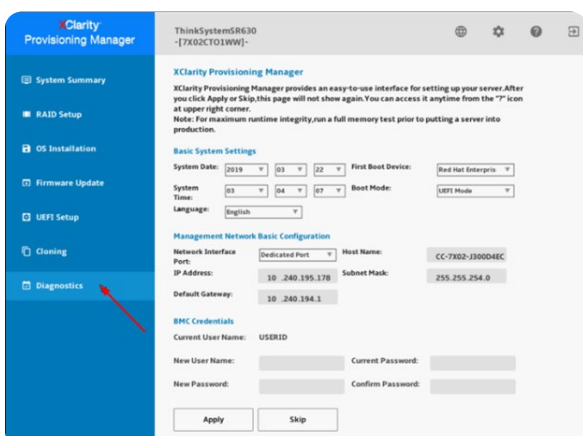 XClarity
Provisioning Manager
ThinkSystemSR630
-[7X02CTO1WW]-
System Summary
RAID Setup
OS Installation
Firmware Update
UEFI Setup
Cloning
Diagnostics
XClarity Provisioning Manager
XClarity Provisioning Manager provides an easy-to-use interface for setting up your server.After
you click Apply or Skip,this page will not show again.You can access it anytime from the "?" icon
at upper right corner.
Note: For maximum runtime integrity,run a full memory test prior to putting a server into
production.
Basic System Settings
System Date: 2019 03 22 First Boot Device: Red Hat Enterpris
System Time: 03 04 07 Boot Mode: UEFI Mode
Language: English
Management Network Basic Configuration
Network Interface Port: Dedicated Port Host Name: CC-7X02-J300D4EC
IP Address: 10 .240.195.178 Subnet Mask: 255.255.254.0
Default Gateway: 10 .240.194.1
BMC Credentials
Current User Name: USERID
New User Name: Current Password:
New Password: Confirm Password:
Apply Skip